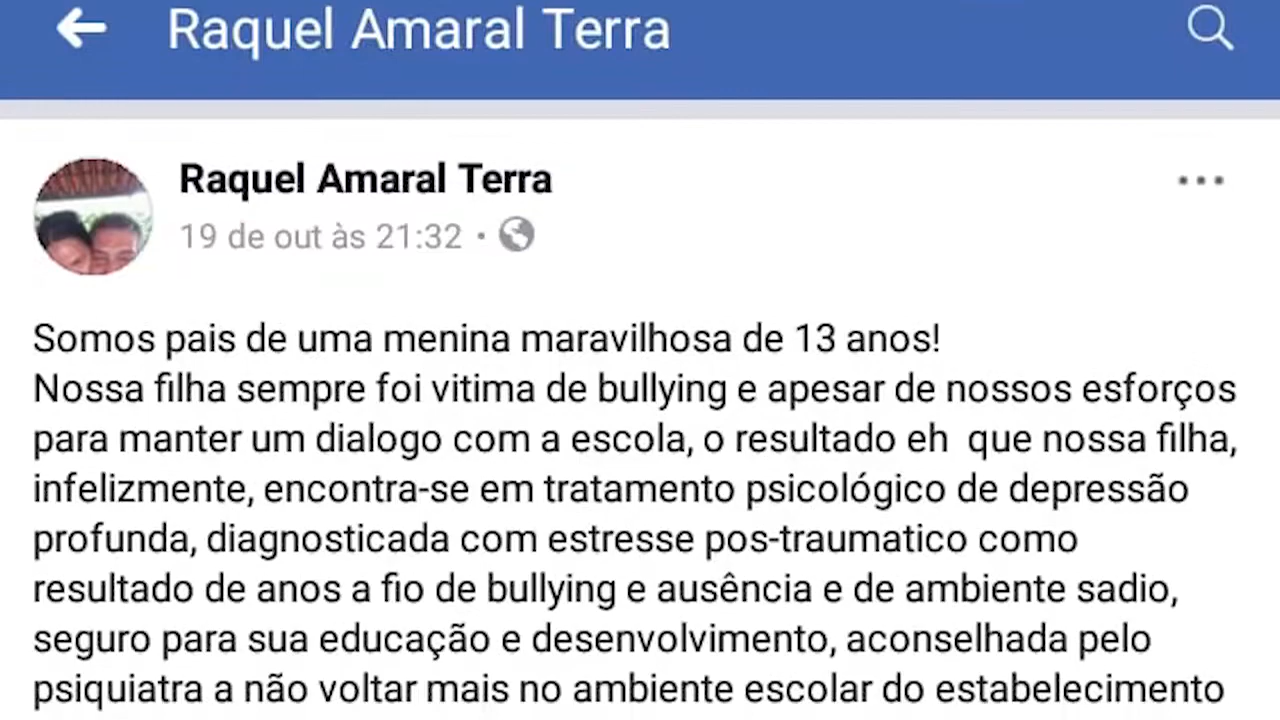 Raquel Amaral Terra
Raquel Amaral Terra
19 de out às 21:32 ·
Somos pais de uma menina maravilhosa de 13 anos!
Nossa filha sempre foi vitima de bullying e apesar de nossos esforços
para manter um dialogo com a escola, o resultado eh  que nossa filha,
infelizmente, encontra-se em tratamento psicológico de depressão
profunda, diagnosticada com estresse pos-traumatico como
resultado de anos a fio de bullying e ausência e de ambiente sadio,
seguro para sua educação e desenvolvimento, aconselhada pelo
psiquiatra a não voltar mais no ambiente escolar do estabelecimento